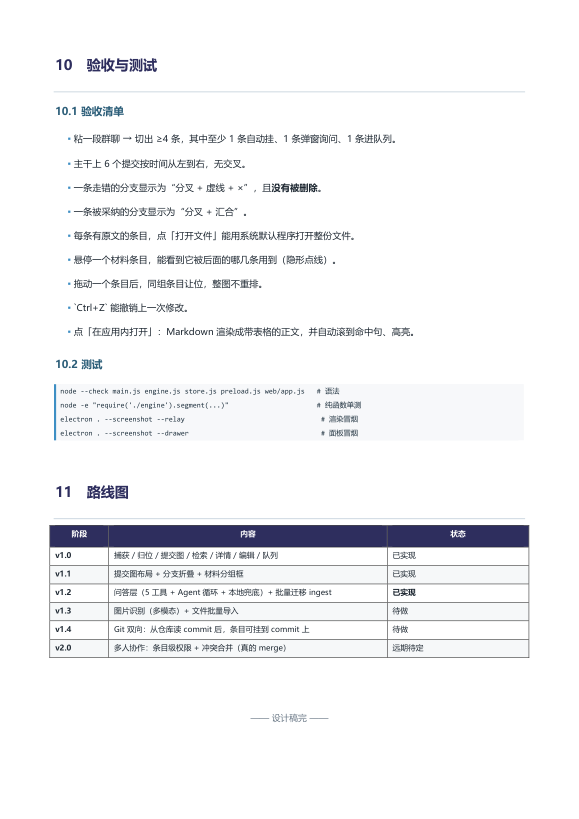 10 验收与测试
10.1 验收清单
• 粘一段群聊 → 切出 ≥4 条，其中至少 1 条自动挂、1 条弹窗询问、1 条进队列。
• 主干上 6 个提交按时间从左到右，无交叉。
• 一条走错的分支显示为“分叉 + 虚线 + ×”，且没有被删除。
• 一条被采纳的分支显示为“分叉 + 汇合”。
• 每条有原文的条目，点「打开文件」能用系统默认程序打开整份文件。
• 悬停一个材料条目，能看到它被后面的哪几条用到（隐形点线）。
• 拖动一个条目后，同组条目让位，整图不重排。
• `Ctrl+Z` 能撤销上一次修改。
• 点「在应用内打开」：Markdown 渲染成带表格的正文，并自动滚到命中句、高亮。
10.2 测试
node --check main.js engine.js store.js preload.js web/app.js # 语法
node -e "require('./engine').segment(...)" # 纯函数单测
electron . --screenshot --relay # 渲染冒烟
electron . --screenshot --drawer # 面板冒烟
11 路线图
阶段 内容 状态
v1.0 捕获 / 归位 / 提交图 / 检索 / 详情 / 编辑 / 队列 已实现
v1.1 提交图布局 + 分支折叠 + 材料分组框 已实现
v1.2 问答层（5 工具 + Agent 循环 + 本地兜底）+ 批量迁移 ingest 已实现
v1.3 图片识别（多模态）+ 文件批量导入 待做
v1.4 Git 双向：从仓库读 commit 后，条目可挂到 commit 上 待做
v2.0 多人协作：条目级权限 + 冲突合并（真的 merge） 远期待定
—— 设计稿完 ——